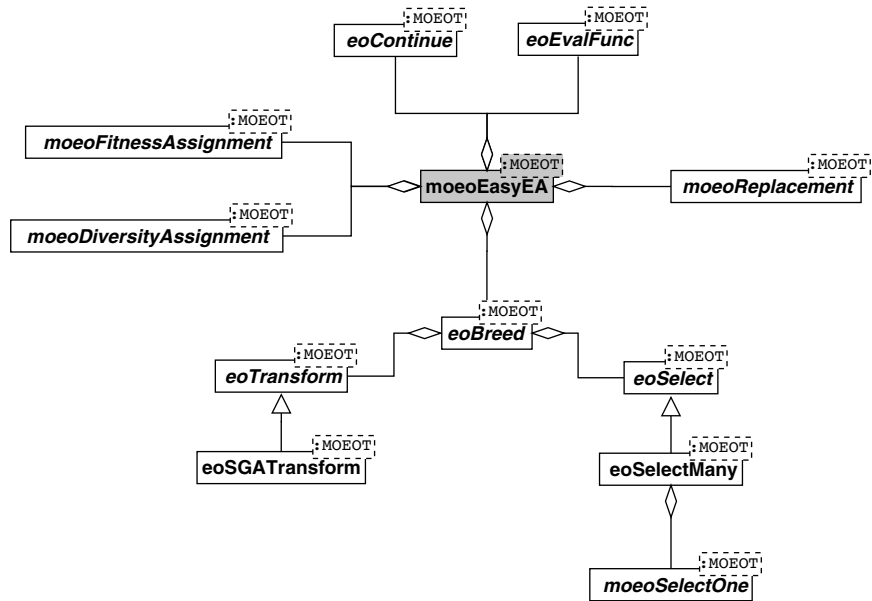 :MOEOT
eoContinue
:MOEOT
eoEvalFunc
:MOEOT
moeoFitnessAssignment
:MOEOT
moeoEasyEA
:MOEOT
moeoReplacement
:MOEOT
moeoDiversityAssignment
:MOEOT
eoBreed
:MOEOT
eoTransform
:MOEOT
eoSelect
:MOEOT
eoSGATransform
:MOEOT
eoSelectMany
:MOEOT
moeoSelectOne